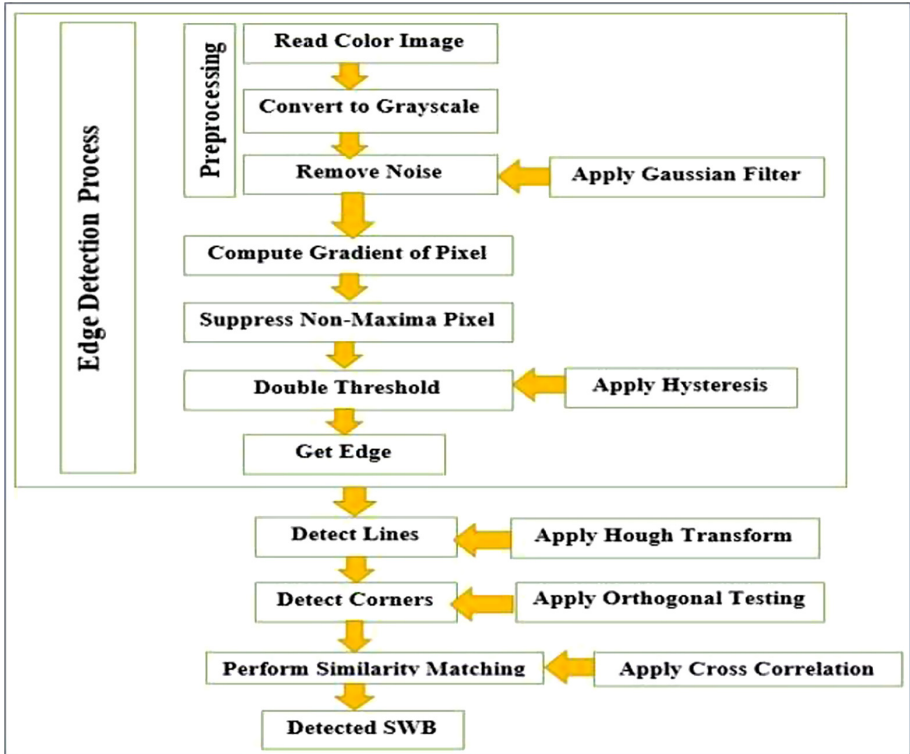 Edge Detection Process
Preprocessing
Read Color Image
Convert to Grayscale
Remove Noise
Apply Gaussian Filter
Compute Gradient of Pixel
Suppress Non-Maxima Pixel
Double Threshold
Apply Hysteresis
Get Edge
Detect Lines
Apply Hough Transform
Detect Corners
Apply Orthogonal Testing
Perform Similarity Matching
Apply Cross Correlation
Detected SWB